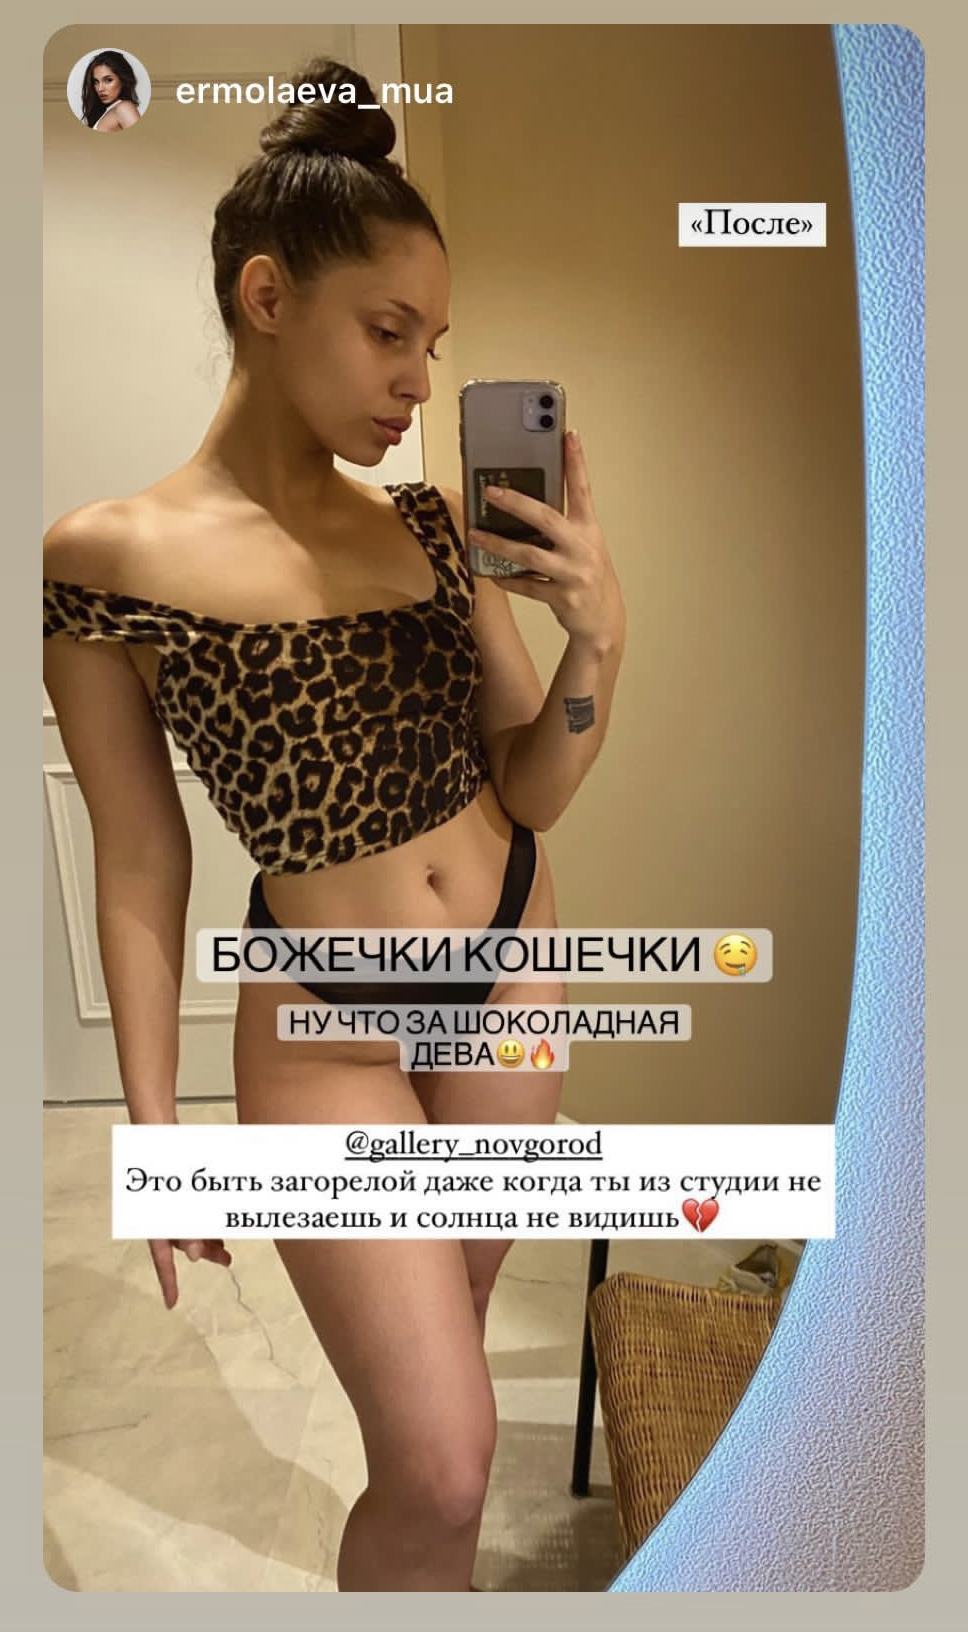 ermolaeva_mua
«После»
БОЖЕЧКИ КОШЕЧКИ 🤤
НУ ЧТО ЗА ШОКОЛАДНАЯ
ДЕВА😃🔥
@gallery_novgorod
Это быть загорелой даже когда ты из студии не
вылезаешь и солнца не видишь💔